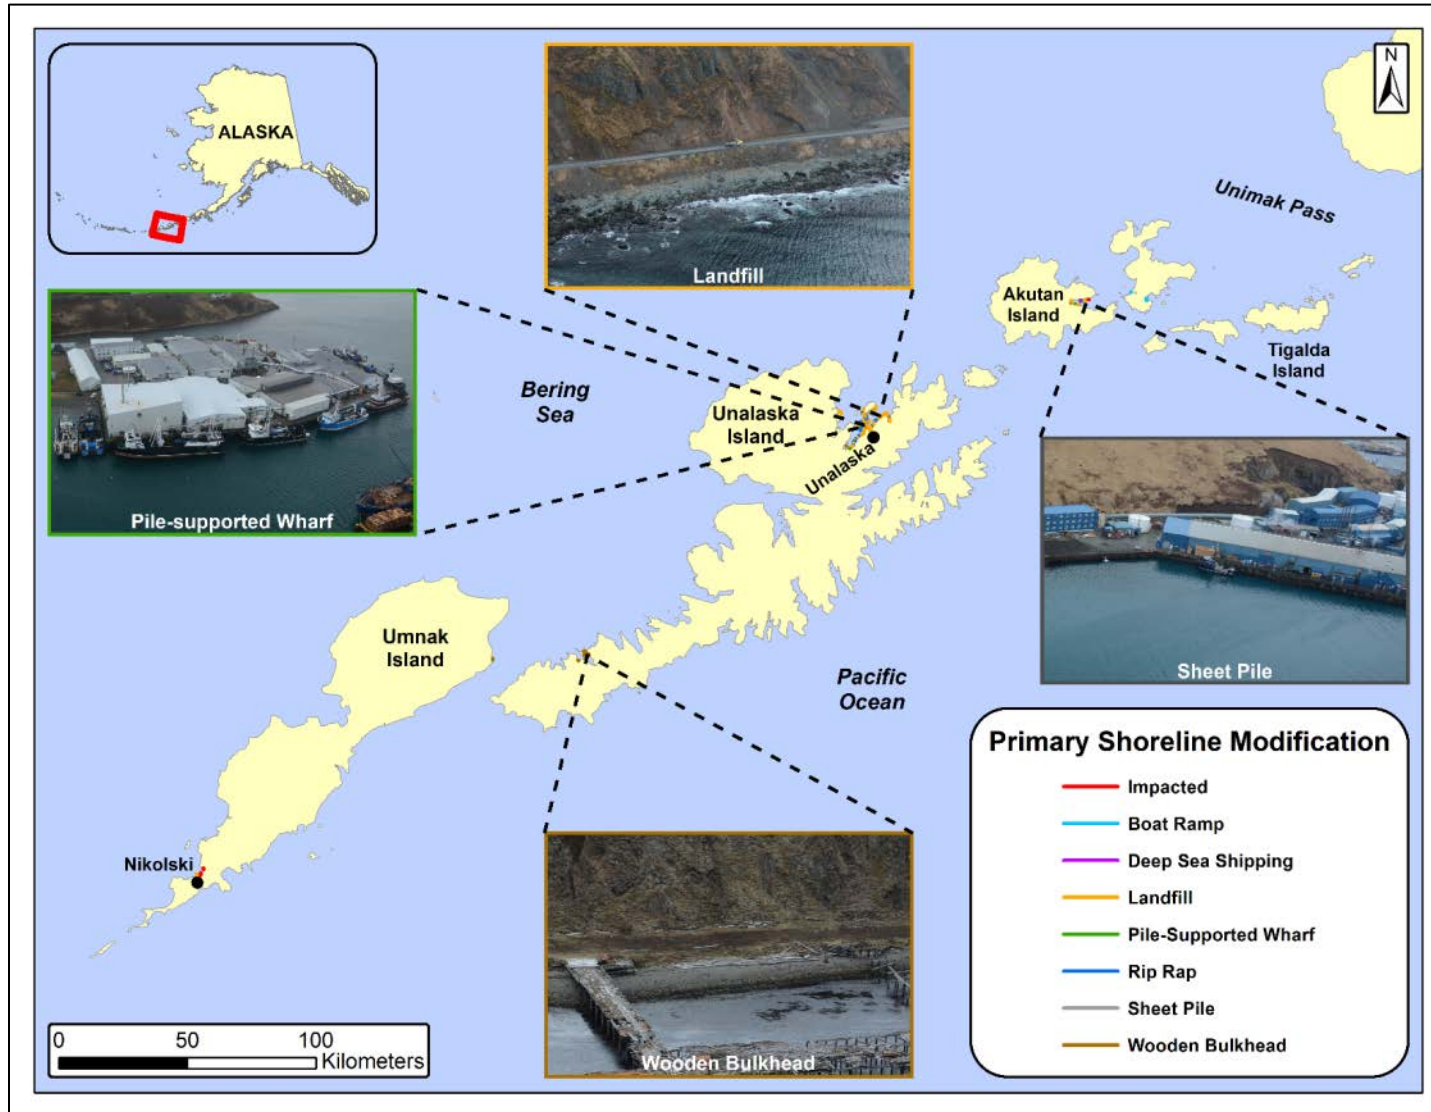 N
ALASKA
Landfill
Unimak Pass
Akutan
Island
Tigalda
Island
Bering
Sea
Unalaska
Island
Unalaska
Pile-supported Wharf
Sheet Pile
Umnak
Island
Pacific
Ocean
Nikolski
Wooden Bulkhead
Primary Shoreline Modification
Impacted
Boat Ramp
Deep Sea Shipping
Landfill
Pile-Supported Wharf
Rip Rap
Sheet Pile
Wooden Bulkhead
0 50 100
Kilometers